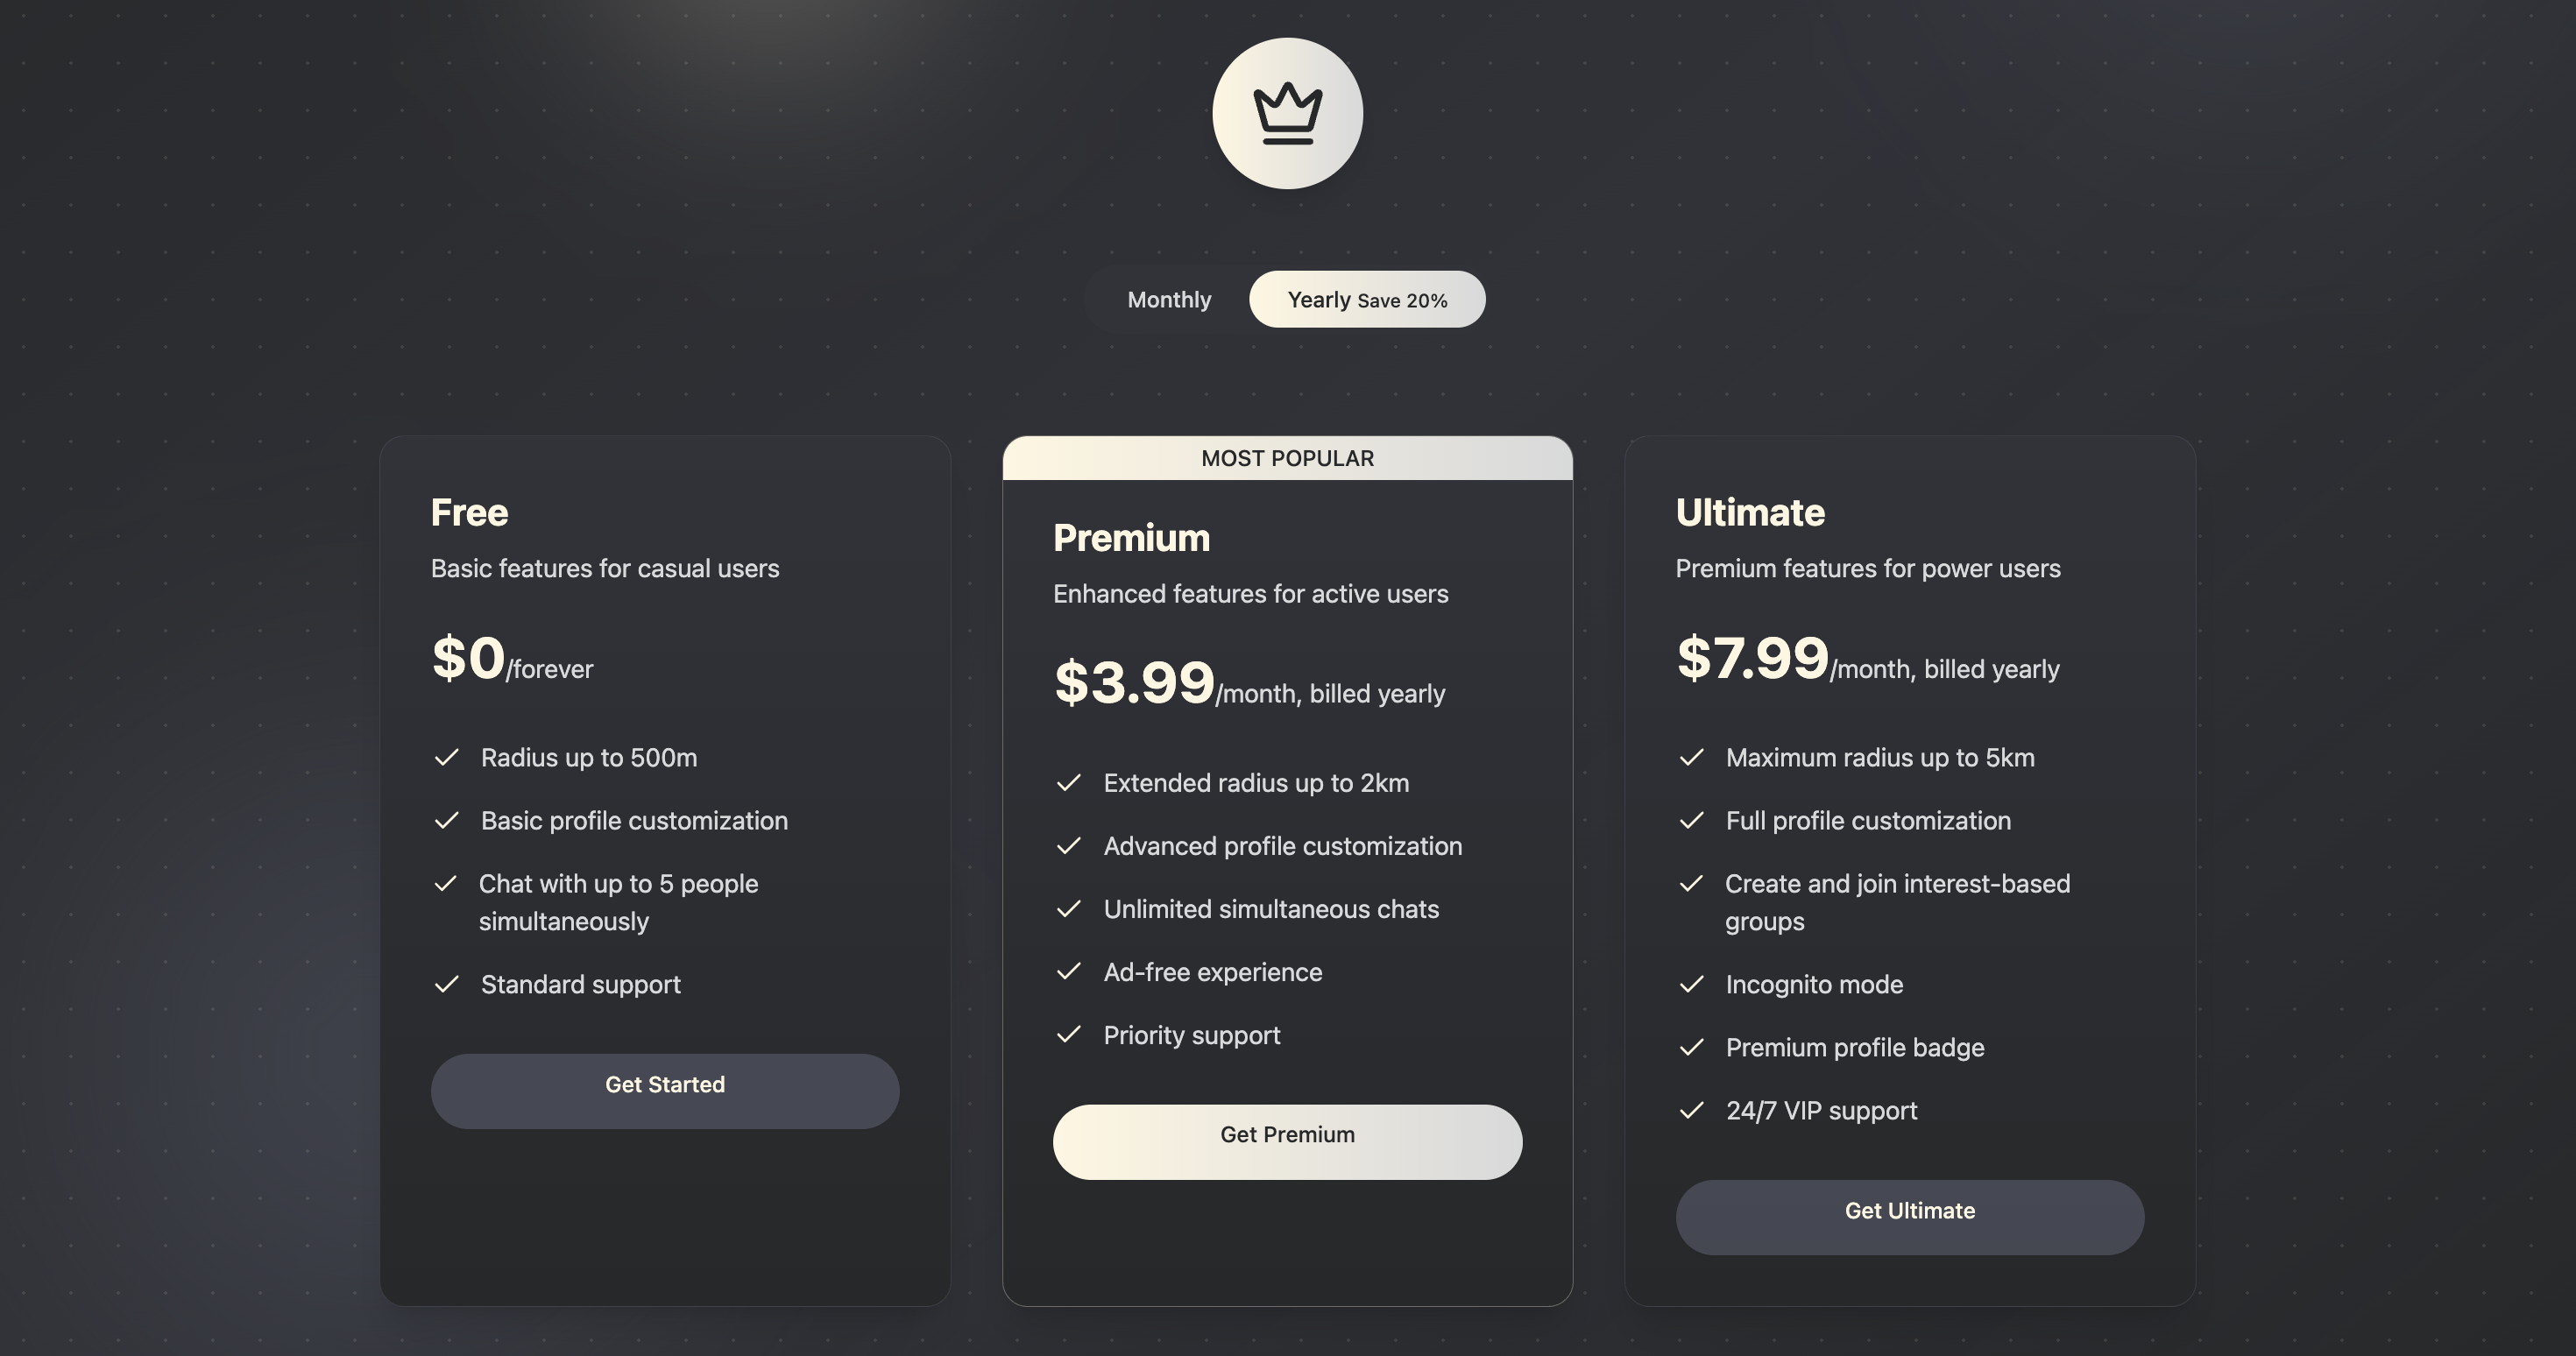 Monthly
Yearly Save 20%
Free
Basic features for casual users
$0/forever
Radius up to 500m
Basic profile customization
Chat with up to 5 people
simultaneously
Standard support
Get Started
MOST POPULAR
Premium
Enhanced features for active users
$3.99/month, billed yearly
Extended radius up to 2km
Advanced profile customization
Unlimited simultaneous chats
Ad-free experience
Priority support
Get Premium
Ultimate
Premium features for power users
$7.99/month, billed yearly
Maximum radius up to 5km
Full profile customization
Create and join interest-based
groups
Incognito mode
Premium profile badge
24/7 VIP support
Get Ultimate